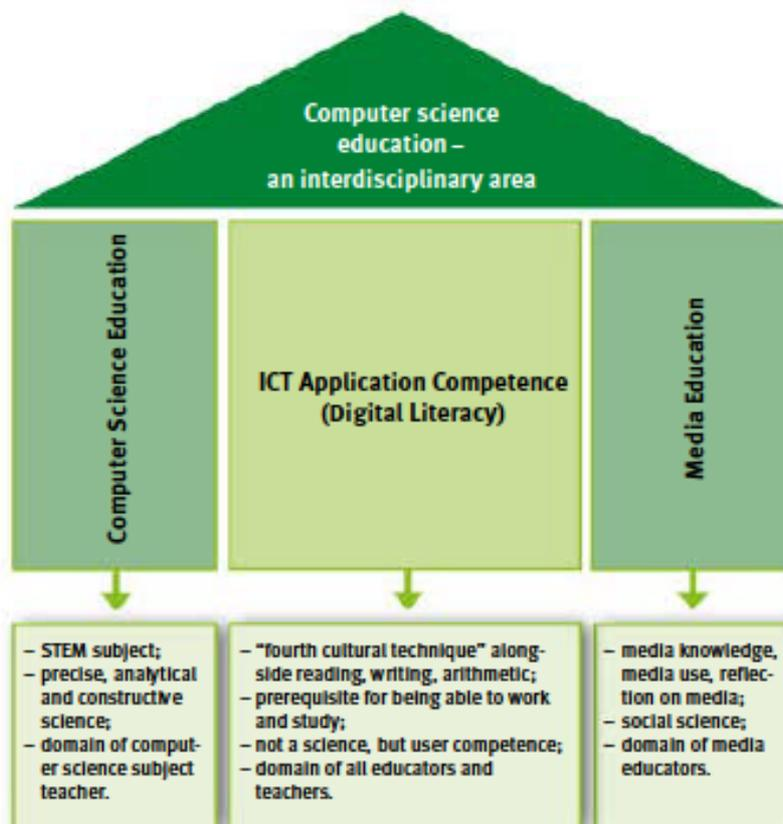 Computer science
education –
an interdisciplinary area
Computer Science Education
ICT Application Competence
(Digital Literacy)
Media Education
– STEM subject;
– precise, analytical
and constructive
science;
– domain of comput-
er science subject
teacher.
– “fourth cultural technique” along-
side reading, writing, arithmetic;
– prerequisite for being able to work
and study;
– not a science, but user competence;
– domain of all educators and
teachers.
– media knowledge,
media use, reflec-
tion on media;
– social science;
– domain of media
educators.